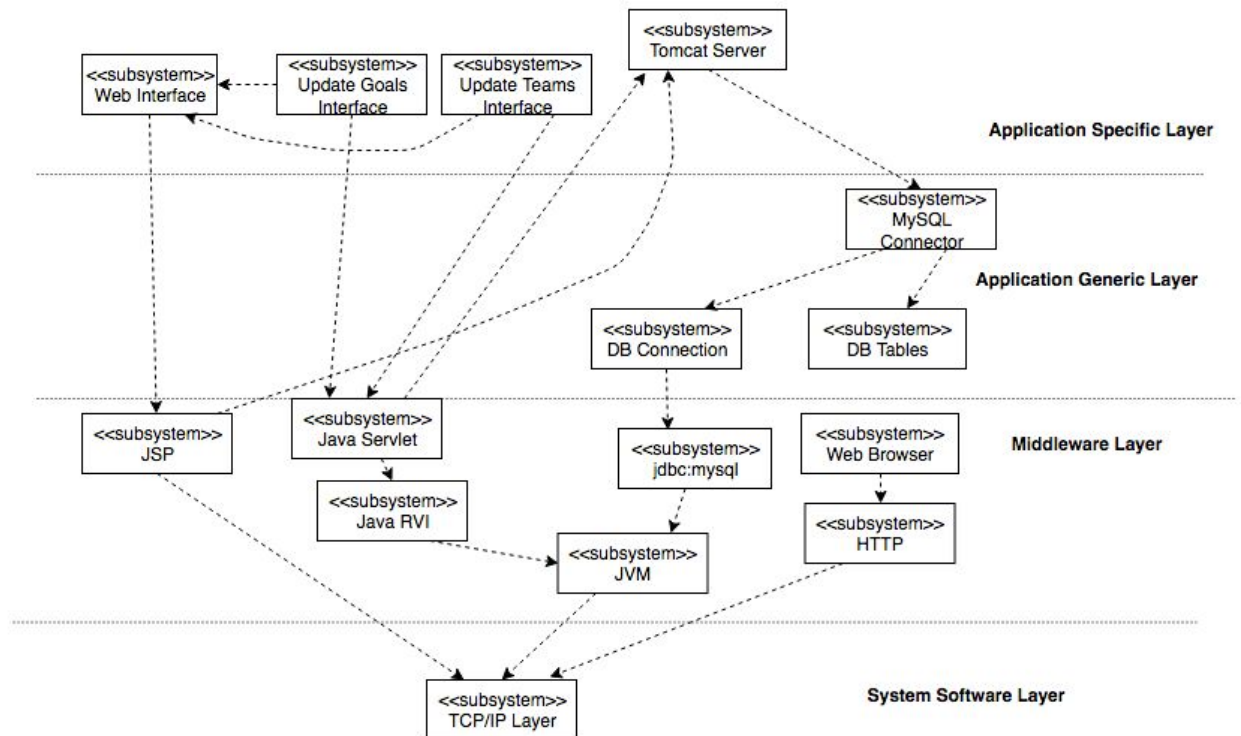 <<subsystem>>
Tomcat Server
<<subsystem>>
Web Interface
<<subsystem>>
Update Goals
Interface
<<subsystem>>
Update Teams
Interface
Application Specific Layer
<<subsystem>>
MySQL
Connector
Application Generic Layer
<<subsystem>>
DB Connection
<<subsystem>>
DB Tables
<<subsystem>>
JSP
<<subsystem>>
Java Servlet
<<subsystem>>
jdbc:mysql
<<subsystem>>
Web Browser
Middleware Layer
<<subsystem>>
Java RVI
<<subsystem>>
JVM
<<subsystem>>
HTTP
<<subsystem>>
TCP/IP Layer
System Software Layer